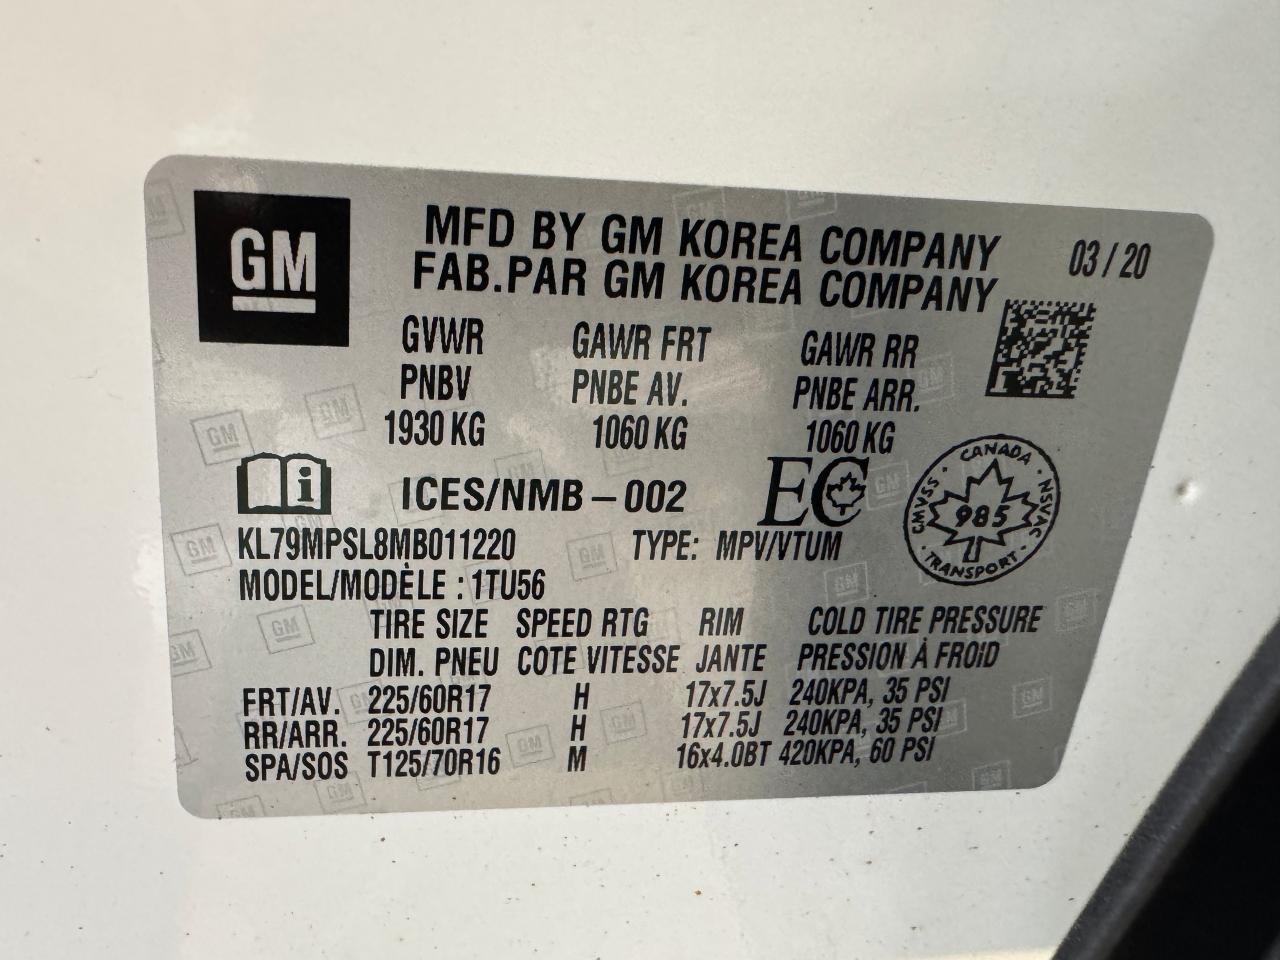 GM
MFD BY GM KOREA COMPANY 03/20
FAB.PAR GM KOREA COMPANY
GVWR GAWR FRT GAWR RR
PNBV PNBE AV. PNBE ARR.
1930 KG 1060 KG 1060 KG
ICES/NMB-002 EC
CANADA
CMVSS 985 NSVAC
TRANSPORT
KL79MPSL8MB011220 TYPE: MPV/VTUM
MODEL/MODÈLE : 1TU56
TIRE SIZE SPEED RTG RIM COLD TIRE PRESSURE
DIM. PNEU COTE VITESSE JANTE PRESSION À FROID
FRT/AV. 225/60R17 H 17x7.5J 240KPA, 35 PSI
RR/ARR. 225/60R17 H 17x7.5J 240KPA, 35 PSI
SPA/SOS T125/70R16 M 16x4.0BT 420KPA, 60 PSI